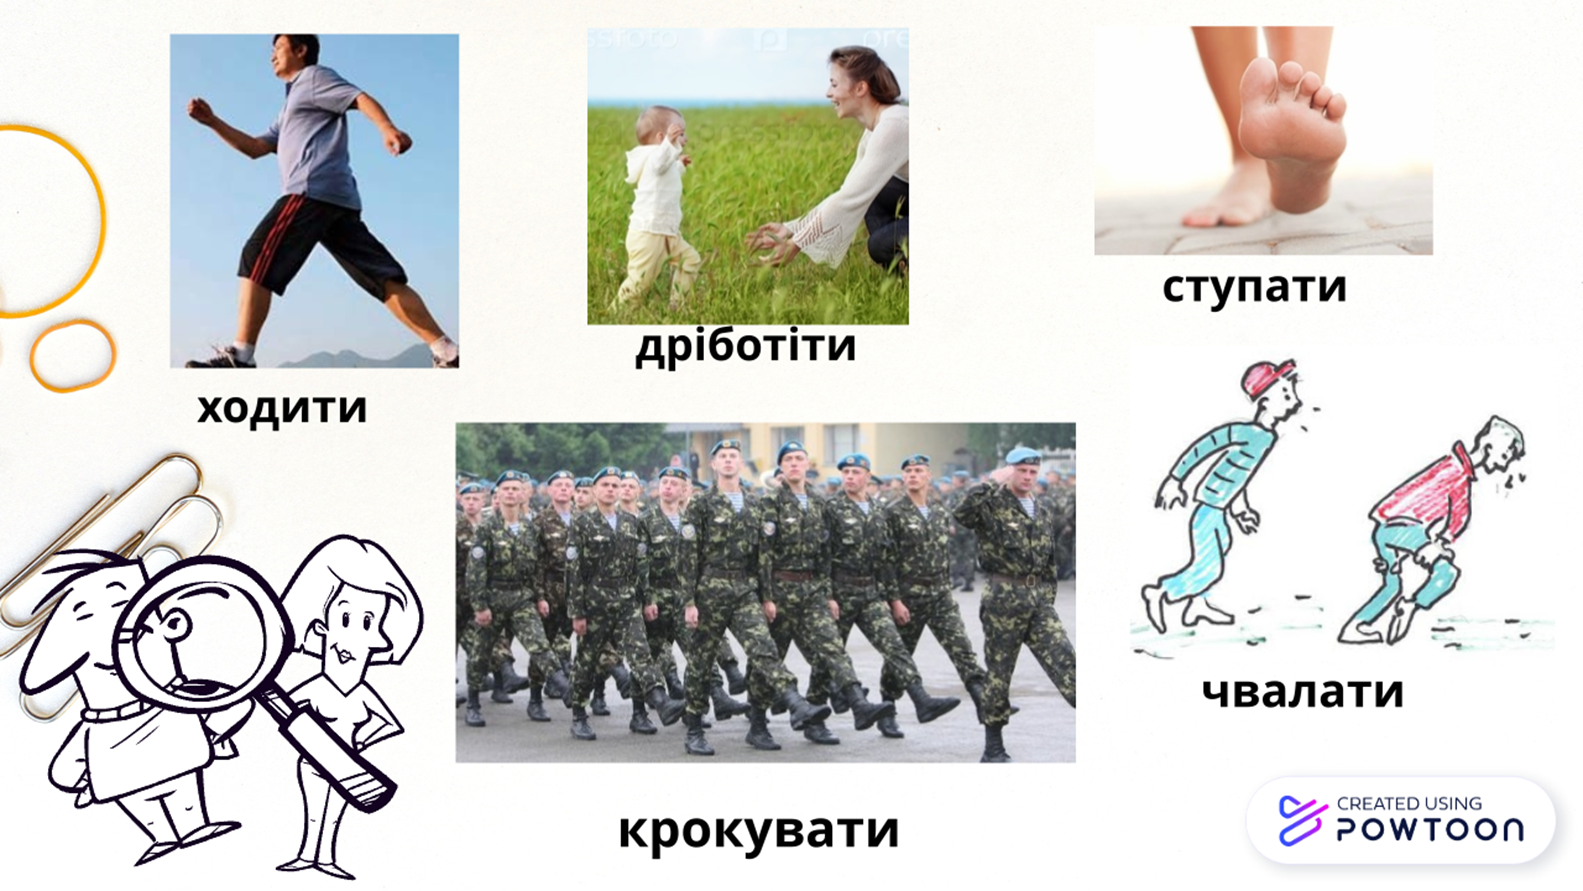 ходити
дріботіти
ступати
чвалати
крокувати
CREATED USING
POWTOON